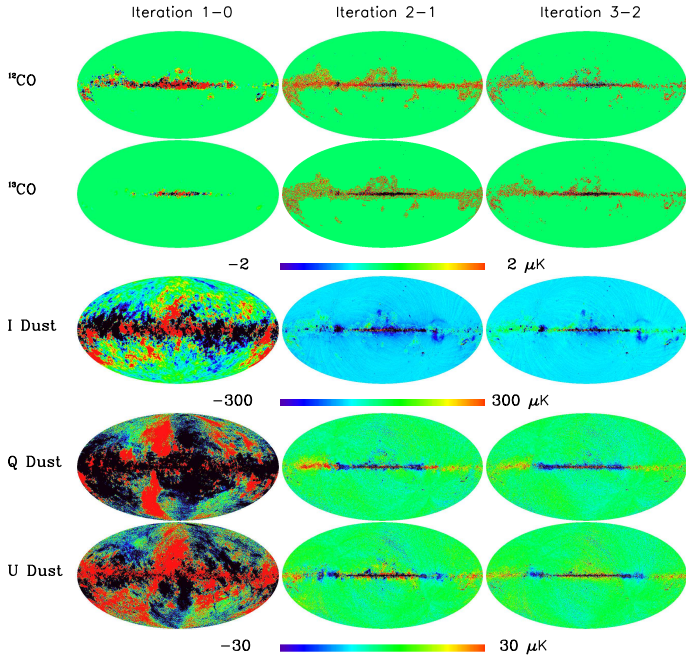 Iteration 1-0 Iteration 2-1 Iteration 3-2
¹²CO
¹³CO
-2 2 μK
I Dust
-300 300 μK
Q Dust
U Dust
-30 30 μK